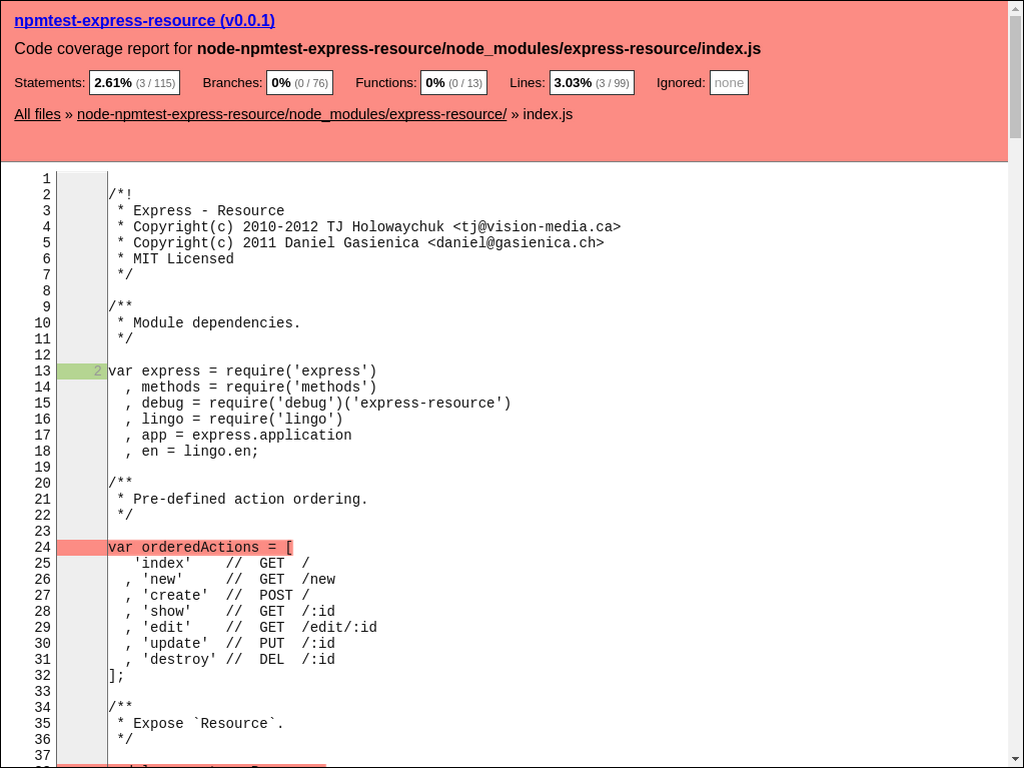 npmtest-express-resource (v0.0.1)
Code coverage report for node-npmtest-express-resource/node_modules/express-resource/index.js
Statements: 2.61% (3 / 115) Branches: 0% (0 / 76) Functions: 0% (0 / 13) Lines: 3.03% (3 / 99) Ignored: none
All files » node-npmtest-express-resource/node_modules/express-resource/ » index.js
1
2 /*!
3  * Express - Resource
4  * Copyright(c) 2010-2012 TJ Holowaychuk <tj@vision-media.ca>
5  * Copyright(c) 2011 Daniel Gasienica <daniel@gasienica.ch>
6  * MIT Licensed
7  */
8
9 /**
10  * Module dependencies.
11  */
12
13 2 var express = require('express')
14   , methods = require('methods')
15   , debug = require('debug')('express-resource')
16   , lingo = require('lingo')
17   , app = express.application
18   , en = lingo.en;
19
20 /**
21  * Pre-defined action ordering.
22  */
23
24 var orderedActions = [
25    'index'    //  GET  /
26   , 'new'     //  GET  /new
27   , 'create'  //  POST /
28   , 'show'    //  GET  /:id
29   , 'edit'    //  GET  /edit/:id
30   , 'update'  //  PUT  /:id
31   , 'destroy' //  DEL  /:id
32 ];
33
34 /**
35  * Expose `Resource`.
36  */
37